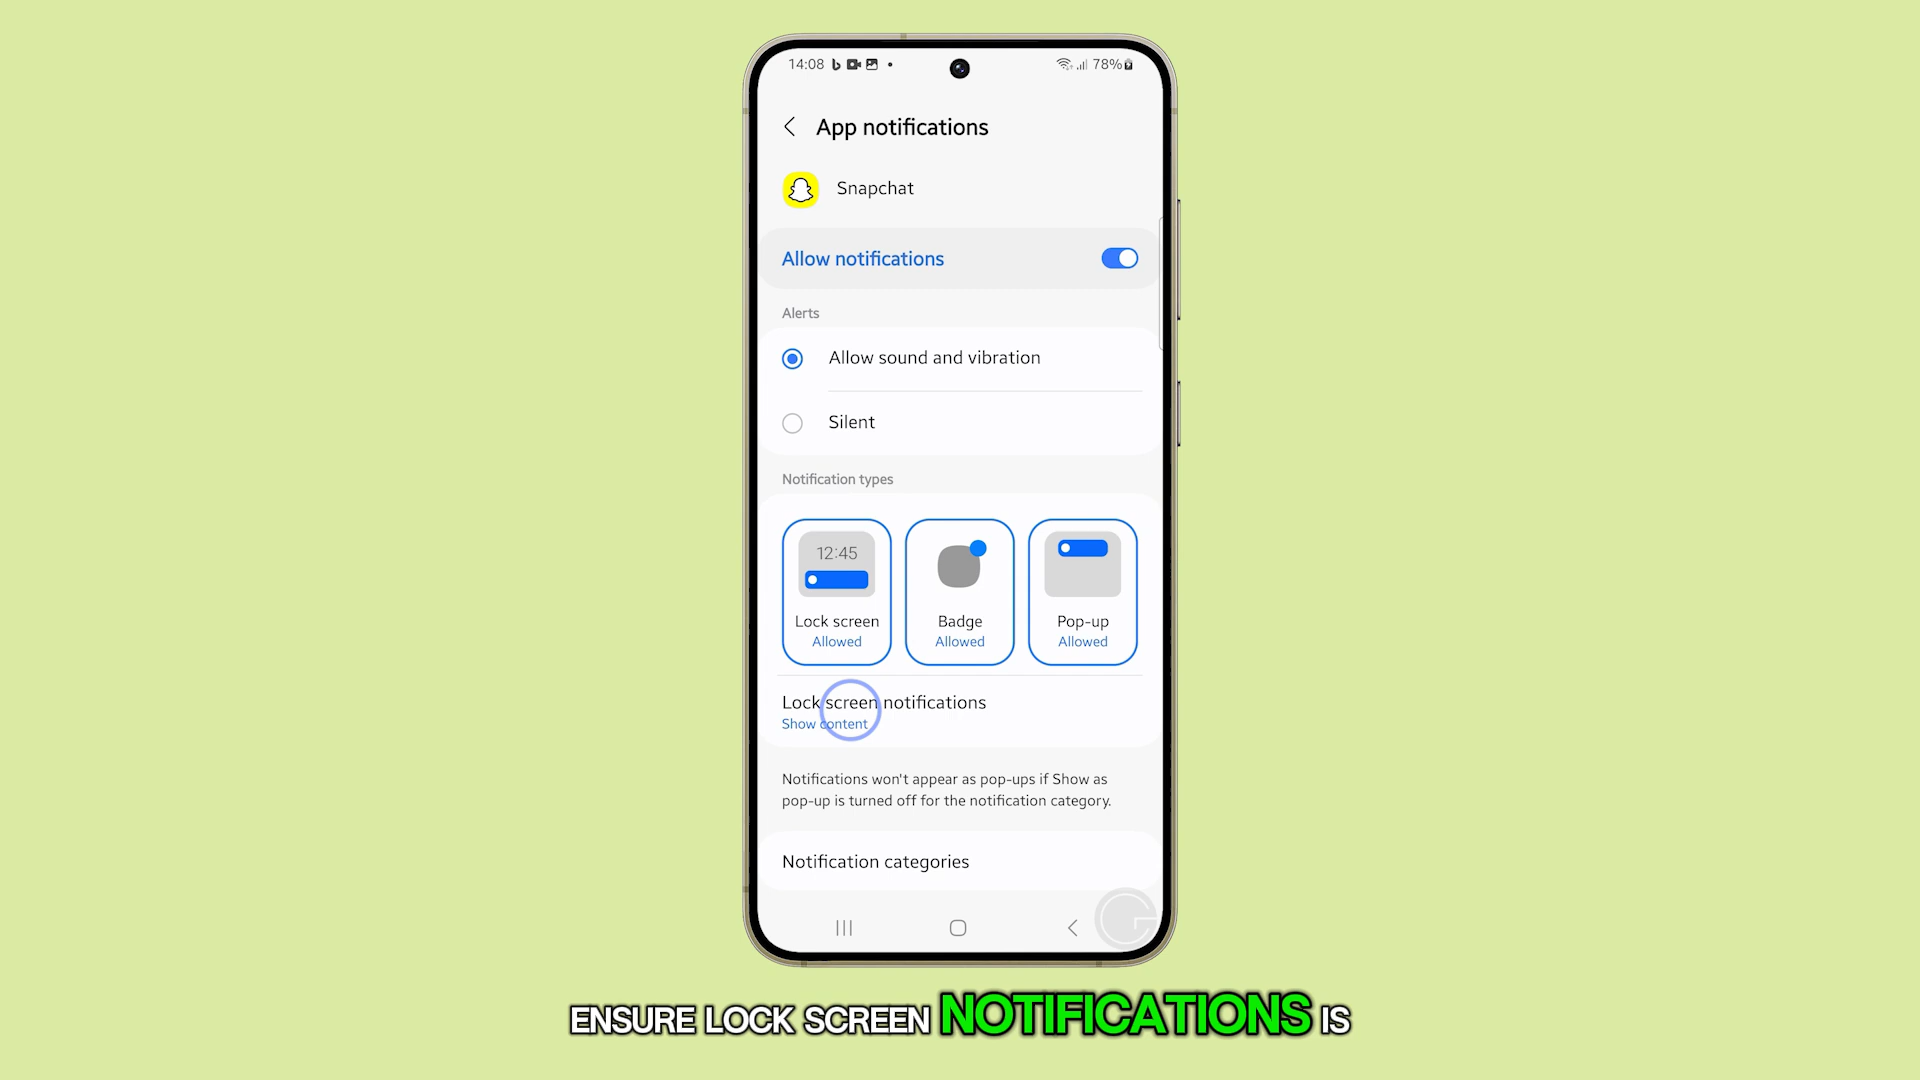 14:08 78%
App notifications
Snapchat
Allow notifications
Alerts
Allow sound and vibration
Silent
Notification types
12:45
Lock screen Badge Pop-up
Allowed Allowed Allowed
Lock screen notifications
Show content
Notifications won't appear as pop-ups if Show as
pop-up is turned off for the notification category.
Notification categories
ENSURE LOCK SCREEN NOTIFICATIONS IS